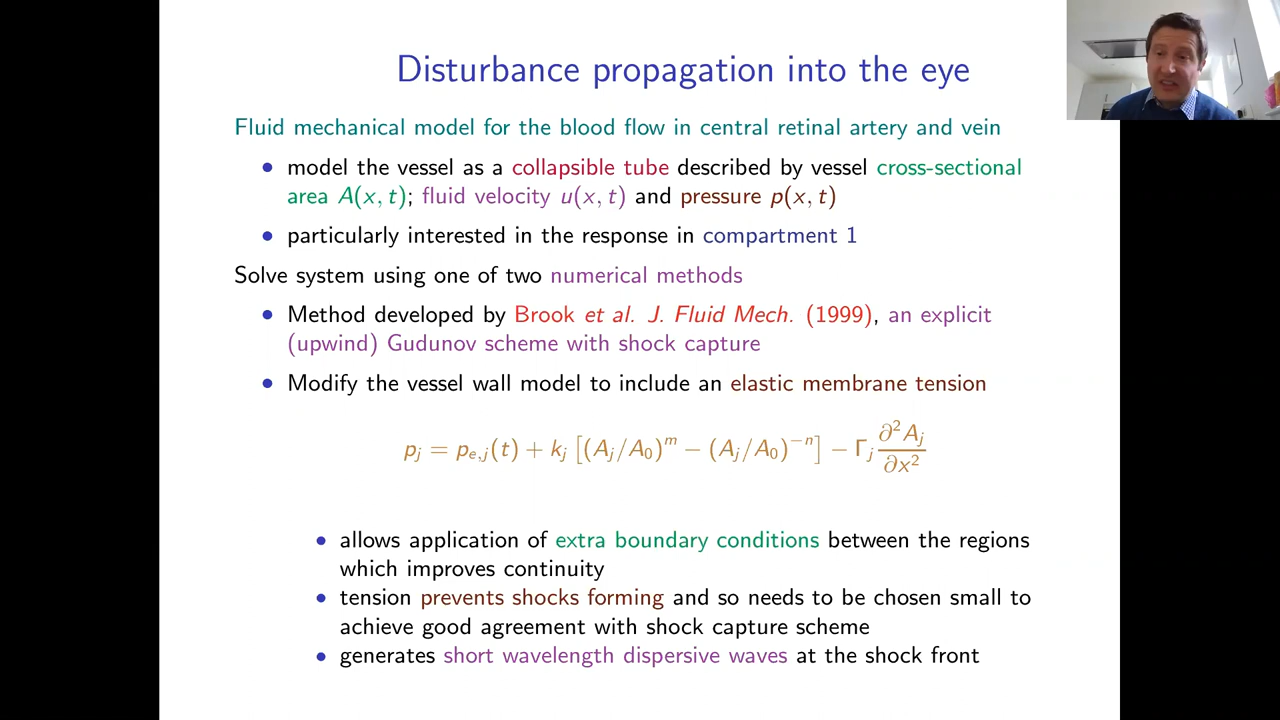 Disturbance propagation into the eye
Fluid mechanical model for the blood flow in central retinal artery and vein
• model the vessel as a collapsible tube described by vessel cross-sectional
area A(x, t); fluid velocity u(x, t) and pressure p(x, t)
• particularly interested in the response in compartment 1
Solve system using one of two numerical methods
• Method developed by Brook et al. J. Fluid Mech. (1999), an explicit
(upwind) Gudunov scheme with shock capture
• Modify the vessel wall model to include an elastic membrane tension
p_j = p_{e,j}(t) + k_j [(A_j/A_0)^m − (A_j/A_0)^{−n}] − Γ_j ∂²A_j/∂x²
• allows application of extra boundary conditions between the regions
which improves continuity
• tension prevents shocks forming and so needs to be chosen small to
achieve good agreement with shock capture scheme
• generates short wavelength dispersive waves at the shock front